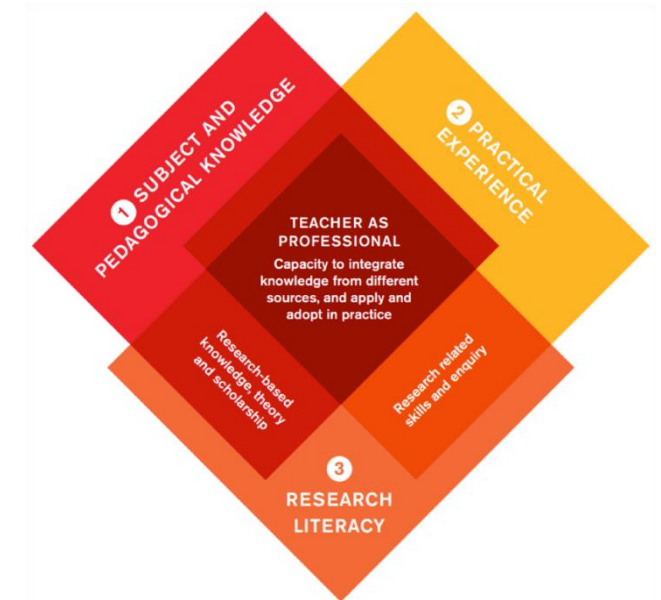 1 SUBJECT AND
PEDAGOGICAL KNOWLEDGE
2 PRACTICAL
EXPERIENCE
TEACHER AS
PROFESSIONAL
Capacity to integrate
knowledge from different
sources, and apply and
adopt in practice
Research-based
knowledge, theory
and scholarship
Research related
skills and enquiry
3
RESEARCH
LITERACY